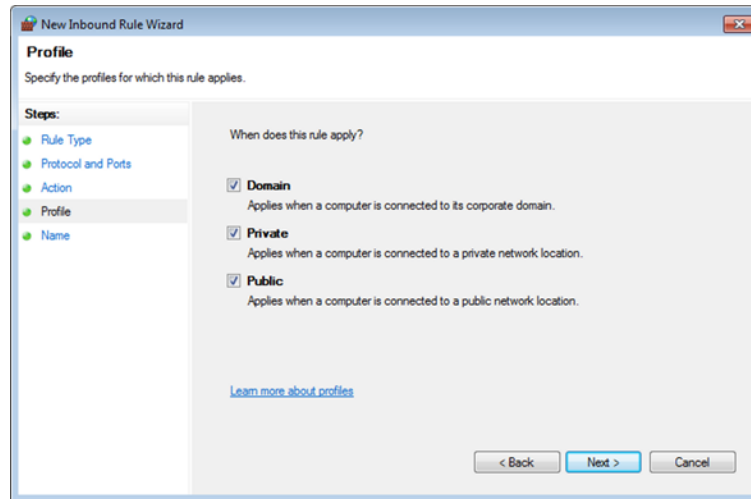 New Inbound Rule Wizard
Profile
Specify the profiles for which this rule applies.
Steps:
Rule Type
Protocol and Ports
Action
Profile
Name
When does this rule apply?
Domain
Applies when a computer is connected to its corporate domain.
Private
Applies when a computer is connected to a private network location.
Public
Applies when a computer is connected to a public network location.
Learn more about profiles
< Back Next > Cancel